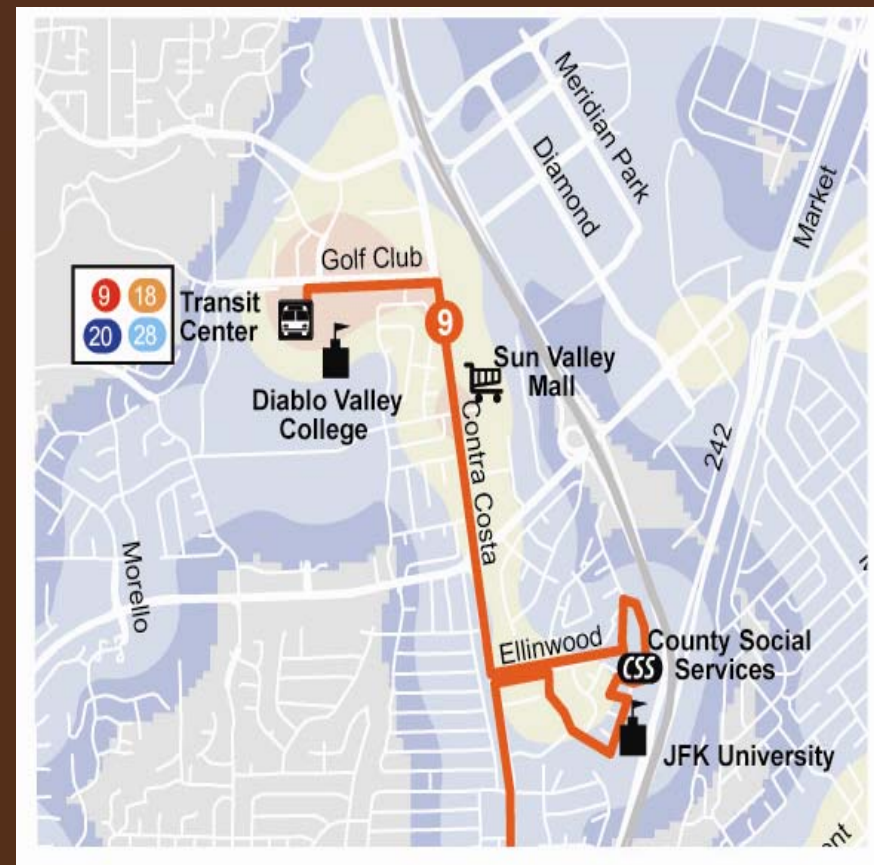 Meridian Park
Diamond
Market
Golf Club
9 18
20 28
Transit
Center
9
Sun Valley
Mall
Diablo Valley
College
Contra Costa
242
Morello
Ellinwood
County Social
Services
CSS
JFK University